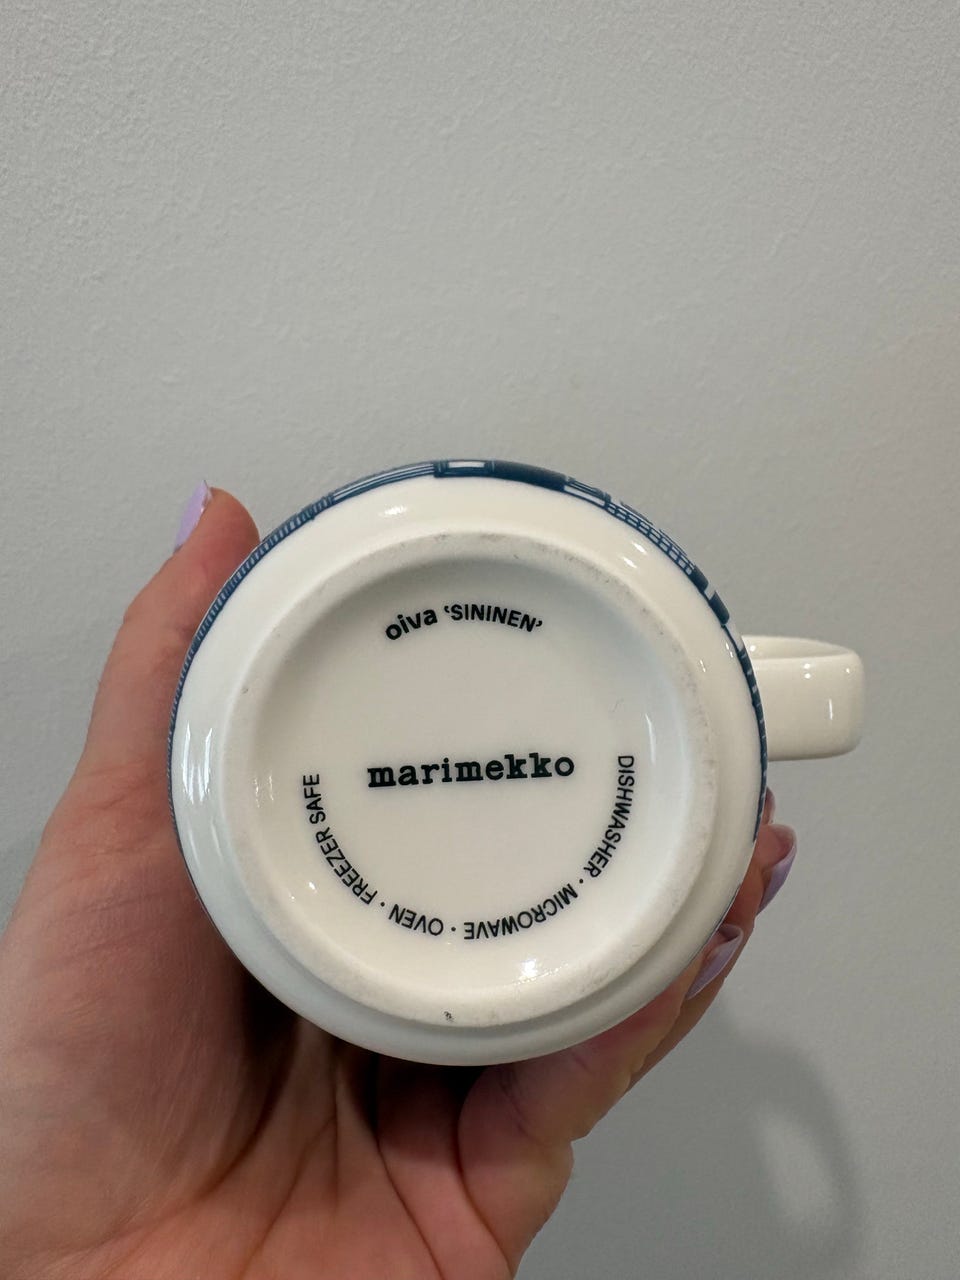 oiva 'SININEN'
marimekko
DISHWASHER · MICROWAVE · OVEN · FREEZER SAFE